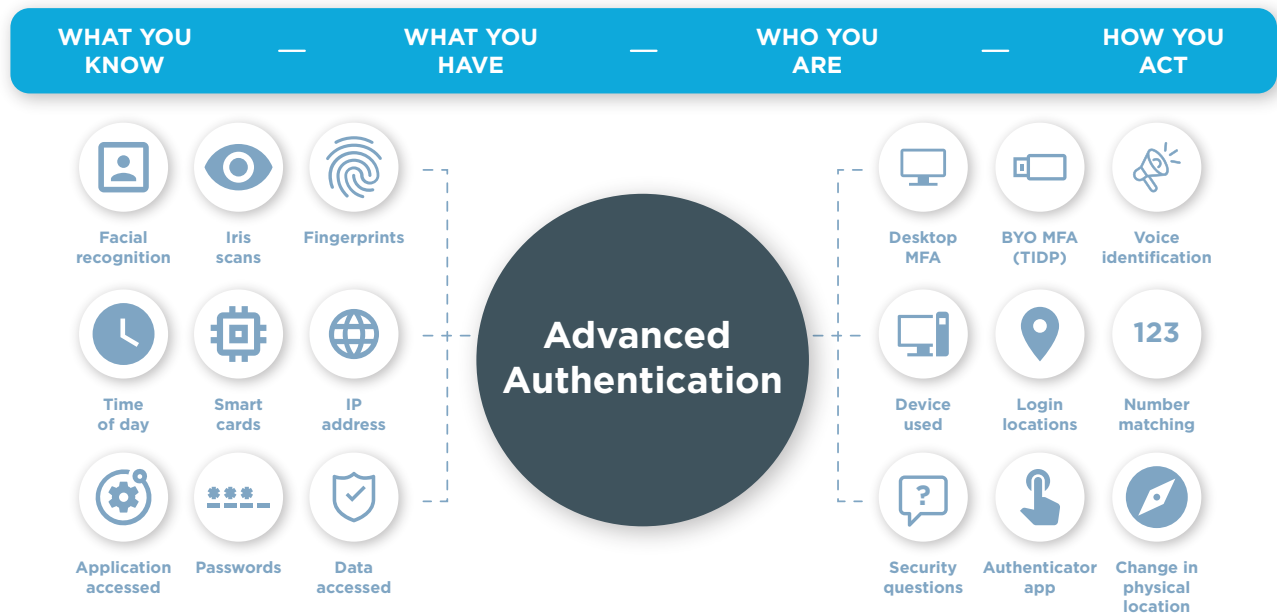 WHAT YOU
KNOW
—
WHAT YOU
HAVE
—
WHO YOU
ARE
—
HOW YOU
ACT
Facial
recognition
Iris
scans
Fingerprints
Time
of day
Smart
cards
IP
address
Application
accessed
Passwords
Data
accessed
Advanced
Authentication
Desktop
MFA
BYO MFA
(TIDP)
Voice
identification
Device
used
Login
locations
123
Number
matching
?
Security
questions
Authenticator
app
Change in
physical
location